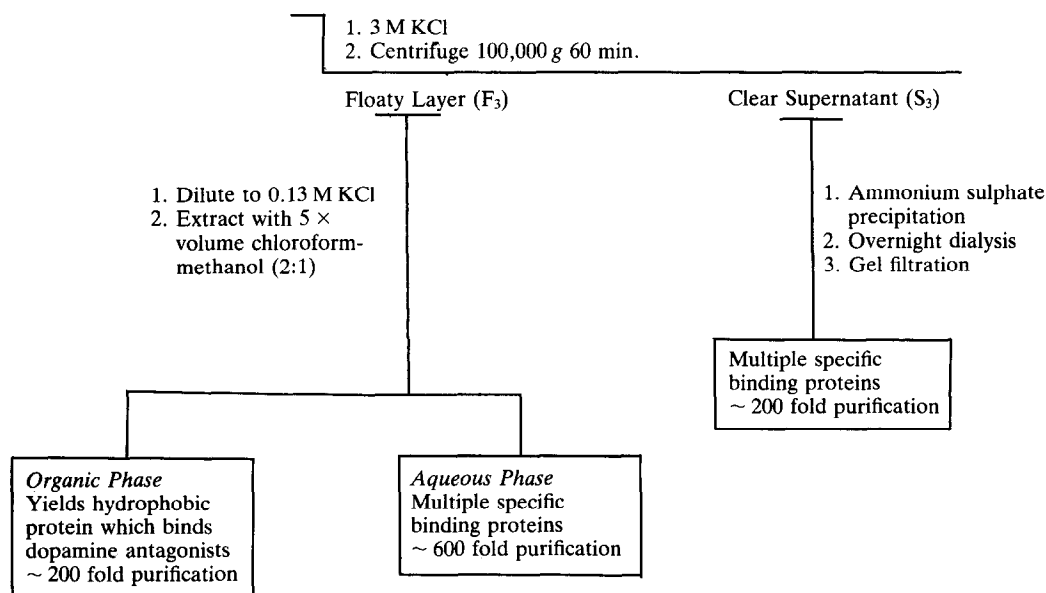 1. 3 M KCl
2. Centrifuge 100,000 g 60 min.
Floaty Layer (F₃)
Clear Supernatant (S₃)
1. Dilute to 0.13 M KCl
2. Extract with 5 ×
volume chloroform-
methanol (2:1)
1. Ammonium sulphate
precipitation
2. Overnight dialysis
3. Gel filtration
Multiple specific
binding proteins
~ 200 fold purification
Organic Phase
Yields hydrophobic
protein which binds
dopamine antagonists
~ 200 fold purification
Aqueous Phase
Multiple specific
binding proteins
~ 600 fold purification